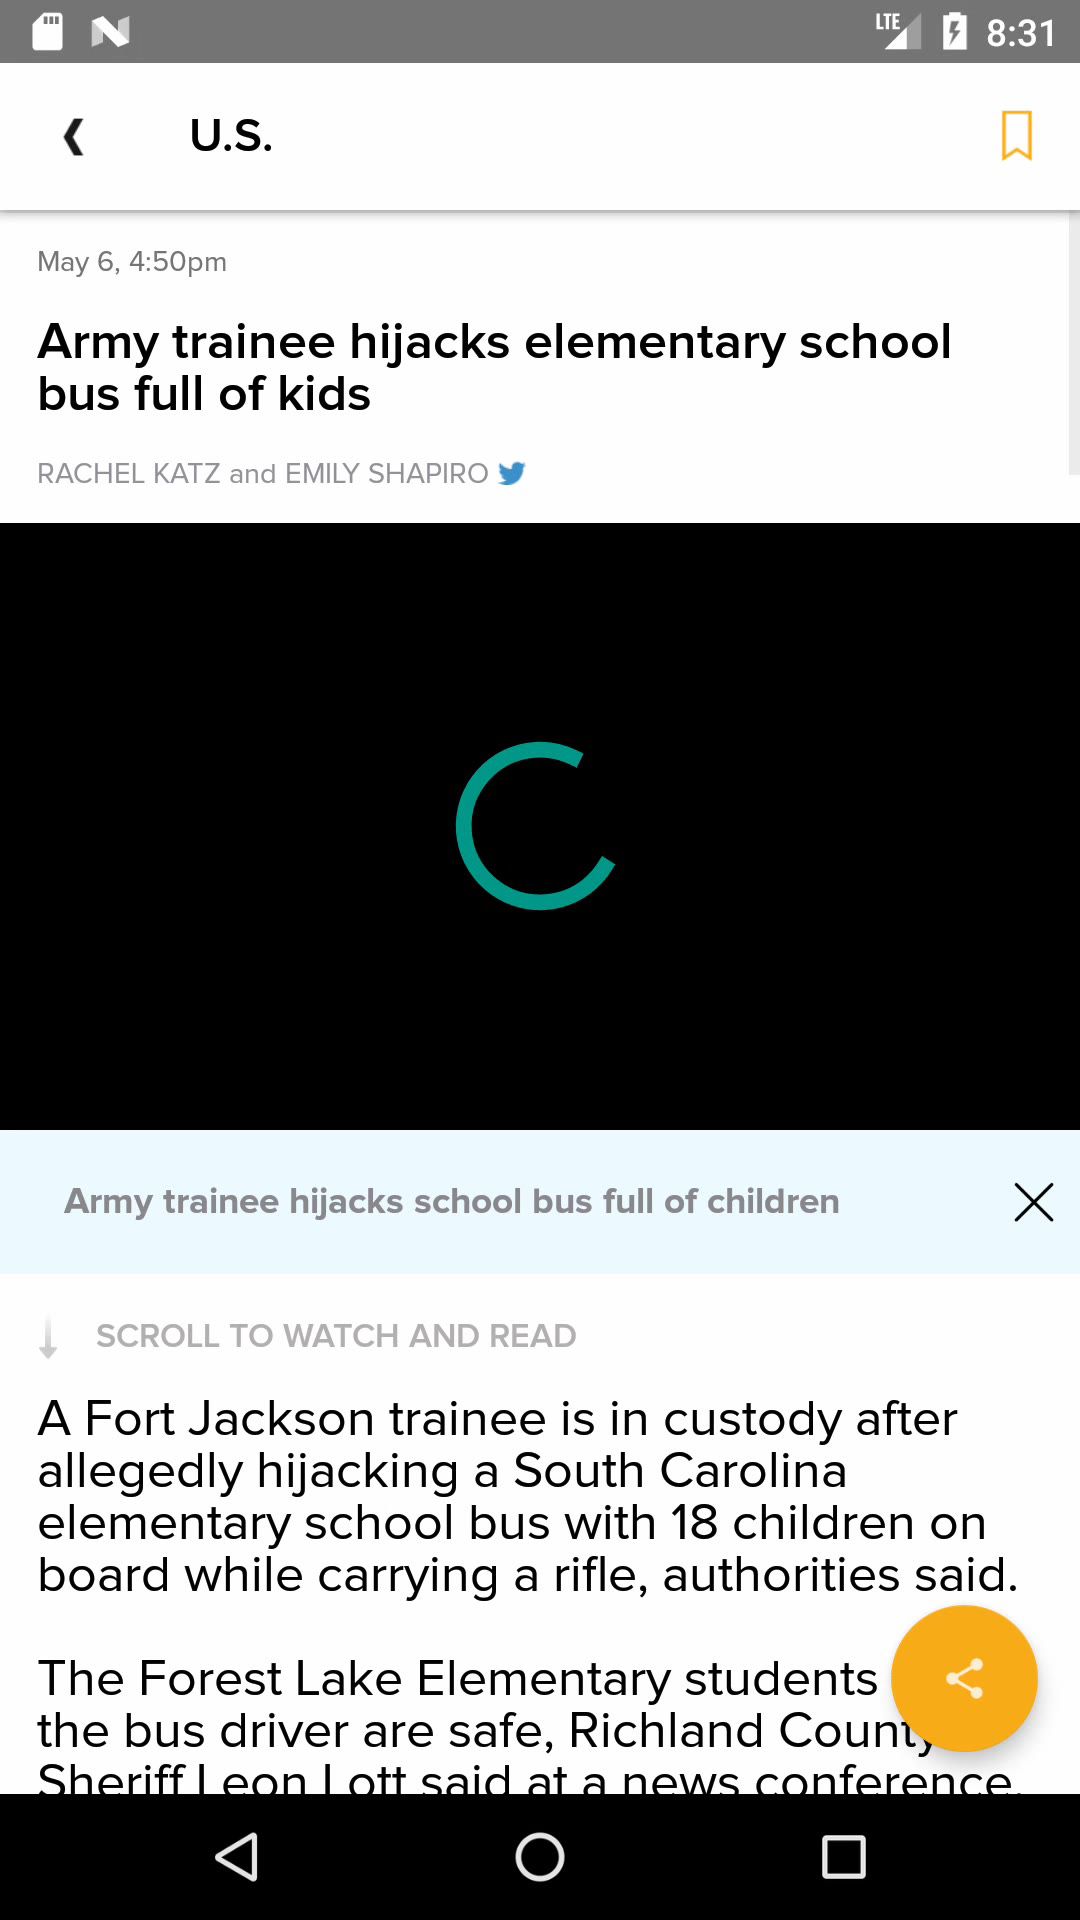 LTE 8:31
U.S.
May 6, 4:50pm
Army trainee hijacks elementary school
bus full of kids
RACHEL KATZ and EMILY SHAPIRO
Army trainee hijacks school bus full of children
SCROLL TO WATCH AND READ
A Fort Jackson trainee is in custody after
allegedly hijacking a South Carolina
elementary school bus with 18 children on
board while carrying a rifle, authorities said.
The Forest Lake Elementary students
the bus driver are safe, Richland County
Sheriff Leon Lott said at a news conference.